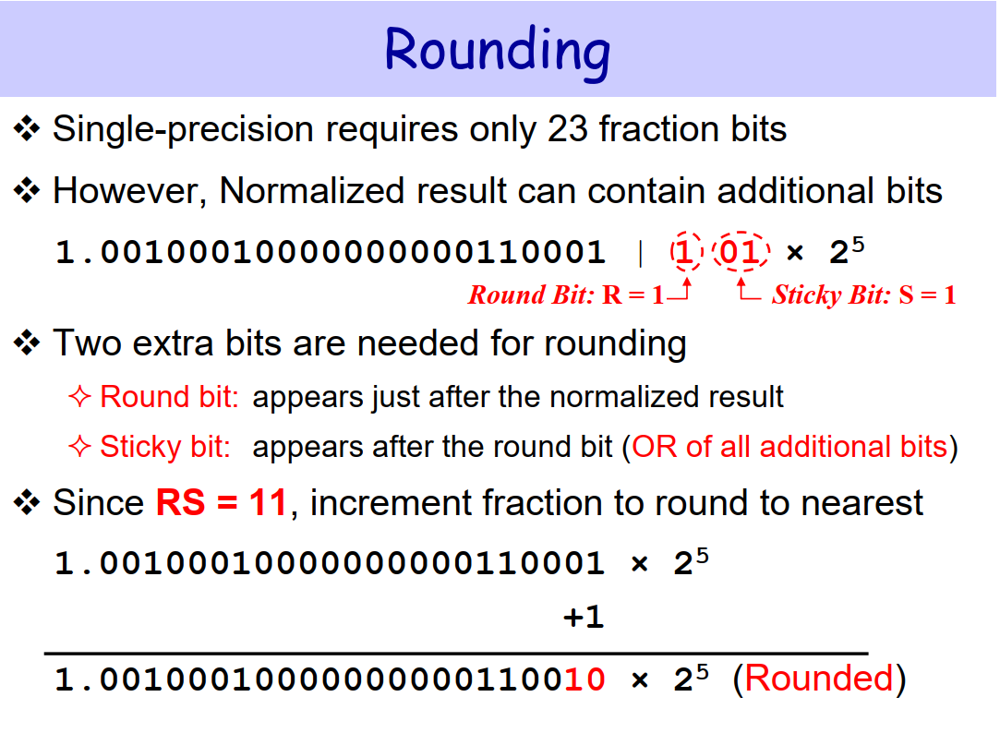 Rounding
❖ Single-precision requires only 23 fraction bits
❖ However, Normalized result can contain additional bits
1.00100010000000000110001 | 1 01 × 2⁵
Round Bit: R = 1 Sticky Bit: S = 1
❖ Two extra bits are needed for rounding
✧ Round bit: appears just after the normalized result
✧ Sticky bit: appears after the round bit (OR of all additional bits)
❖ Since RS = 11, increment fraction to round to nearest
1.00100010000000000110001 × 2⁵
+1
1.00100010000000000110010 × 2⁵ (Rounded)